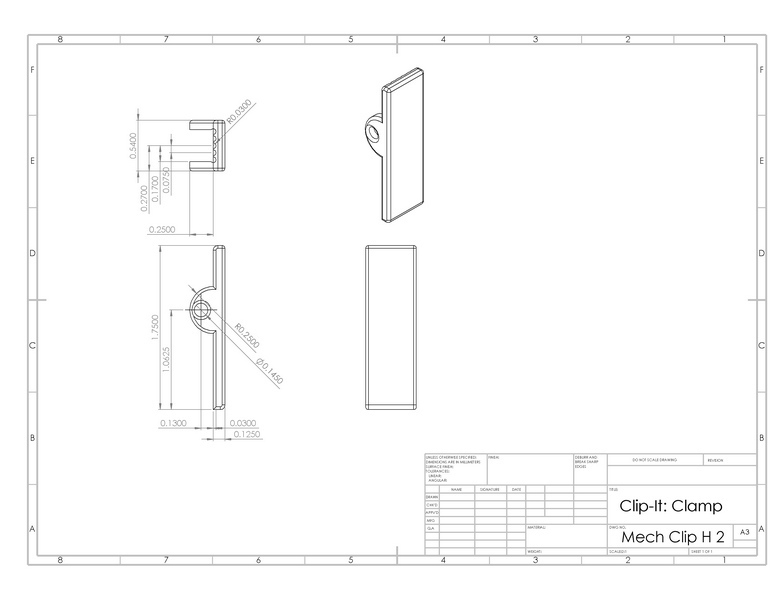 8 7 6 5 4 3 2 1
F F
E E
D D
C C
B B
A A
R0.0300
0.5400
0.2700
0.1700
0.0750
0.2500
1.7500
1.0625
R0.2500
Ø0.1450
0.1300 0.0300
0.1250
UNLESS OTHERWISE SPECIFIED:
DIMENSIONS ARE IN MILLIMETERS
SURFACE FINISH:
TOLERANCES:
LINEAR:
ANGULAR:
FINISH:
DEBURR AND
BREAK SHARP
EDGES
DO NOT SCALE DRAWING REVISION
NAME SIGNATURE DATE
DRAWN
CHK'D
APPV'D
MFG
Q.A
TITLE:
Clip-It: Clamp
MATERIAL:
DWG NO.
Mech Clip H 2
A3
WEIGHT:
SCALE:1:1
SHEET 1 OF 1
8 7 6 5 4 3 2 1